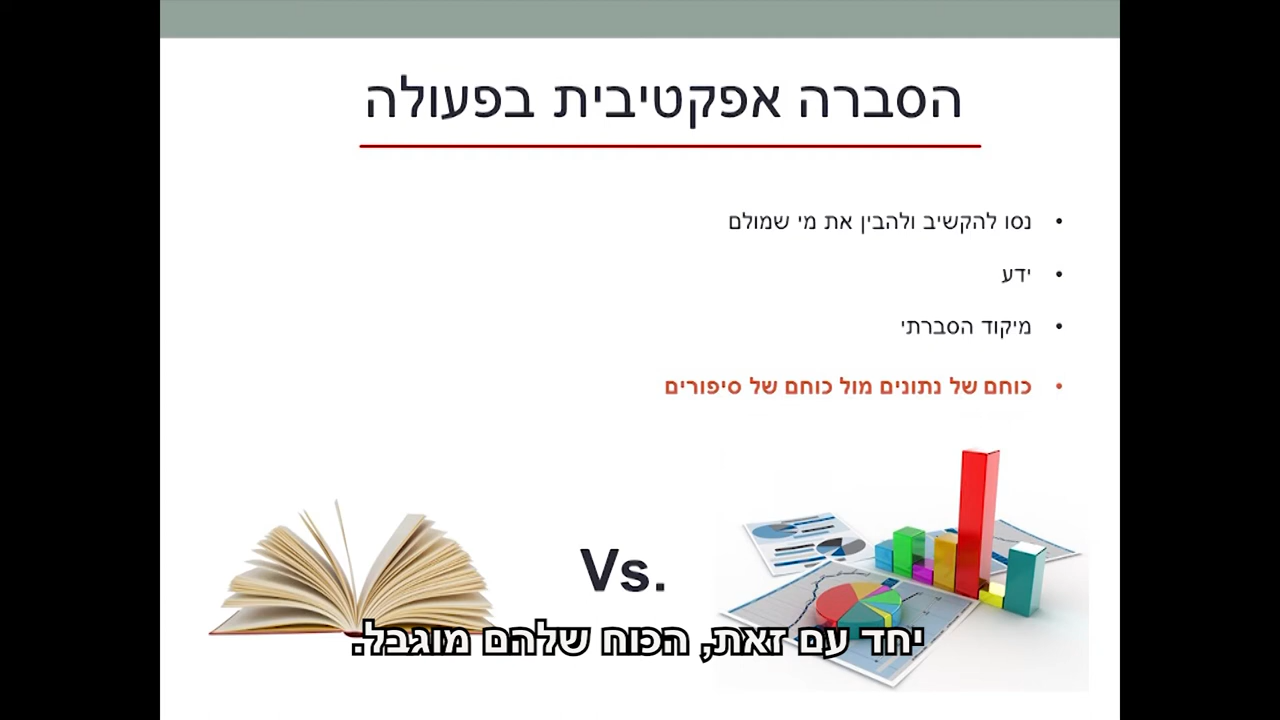 הסברה אפקטיבית בפעולה
• נסו להקשיב ולהבין את מי שמולם
• ידע
• מיקוד הסברתי
• כוחם של נתונים מול כוחם של סיפורים
Vs.
יחד עם זאת, הכוח שלהם מוגבל.